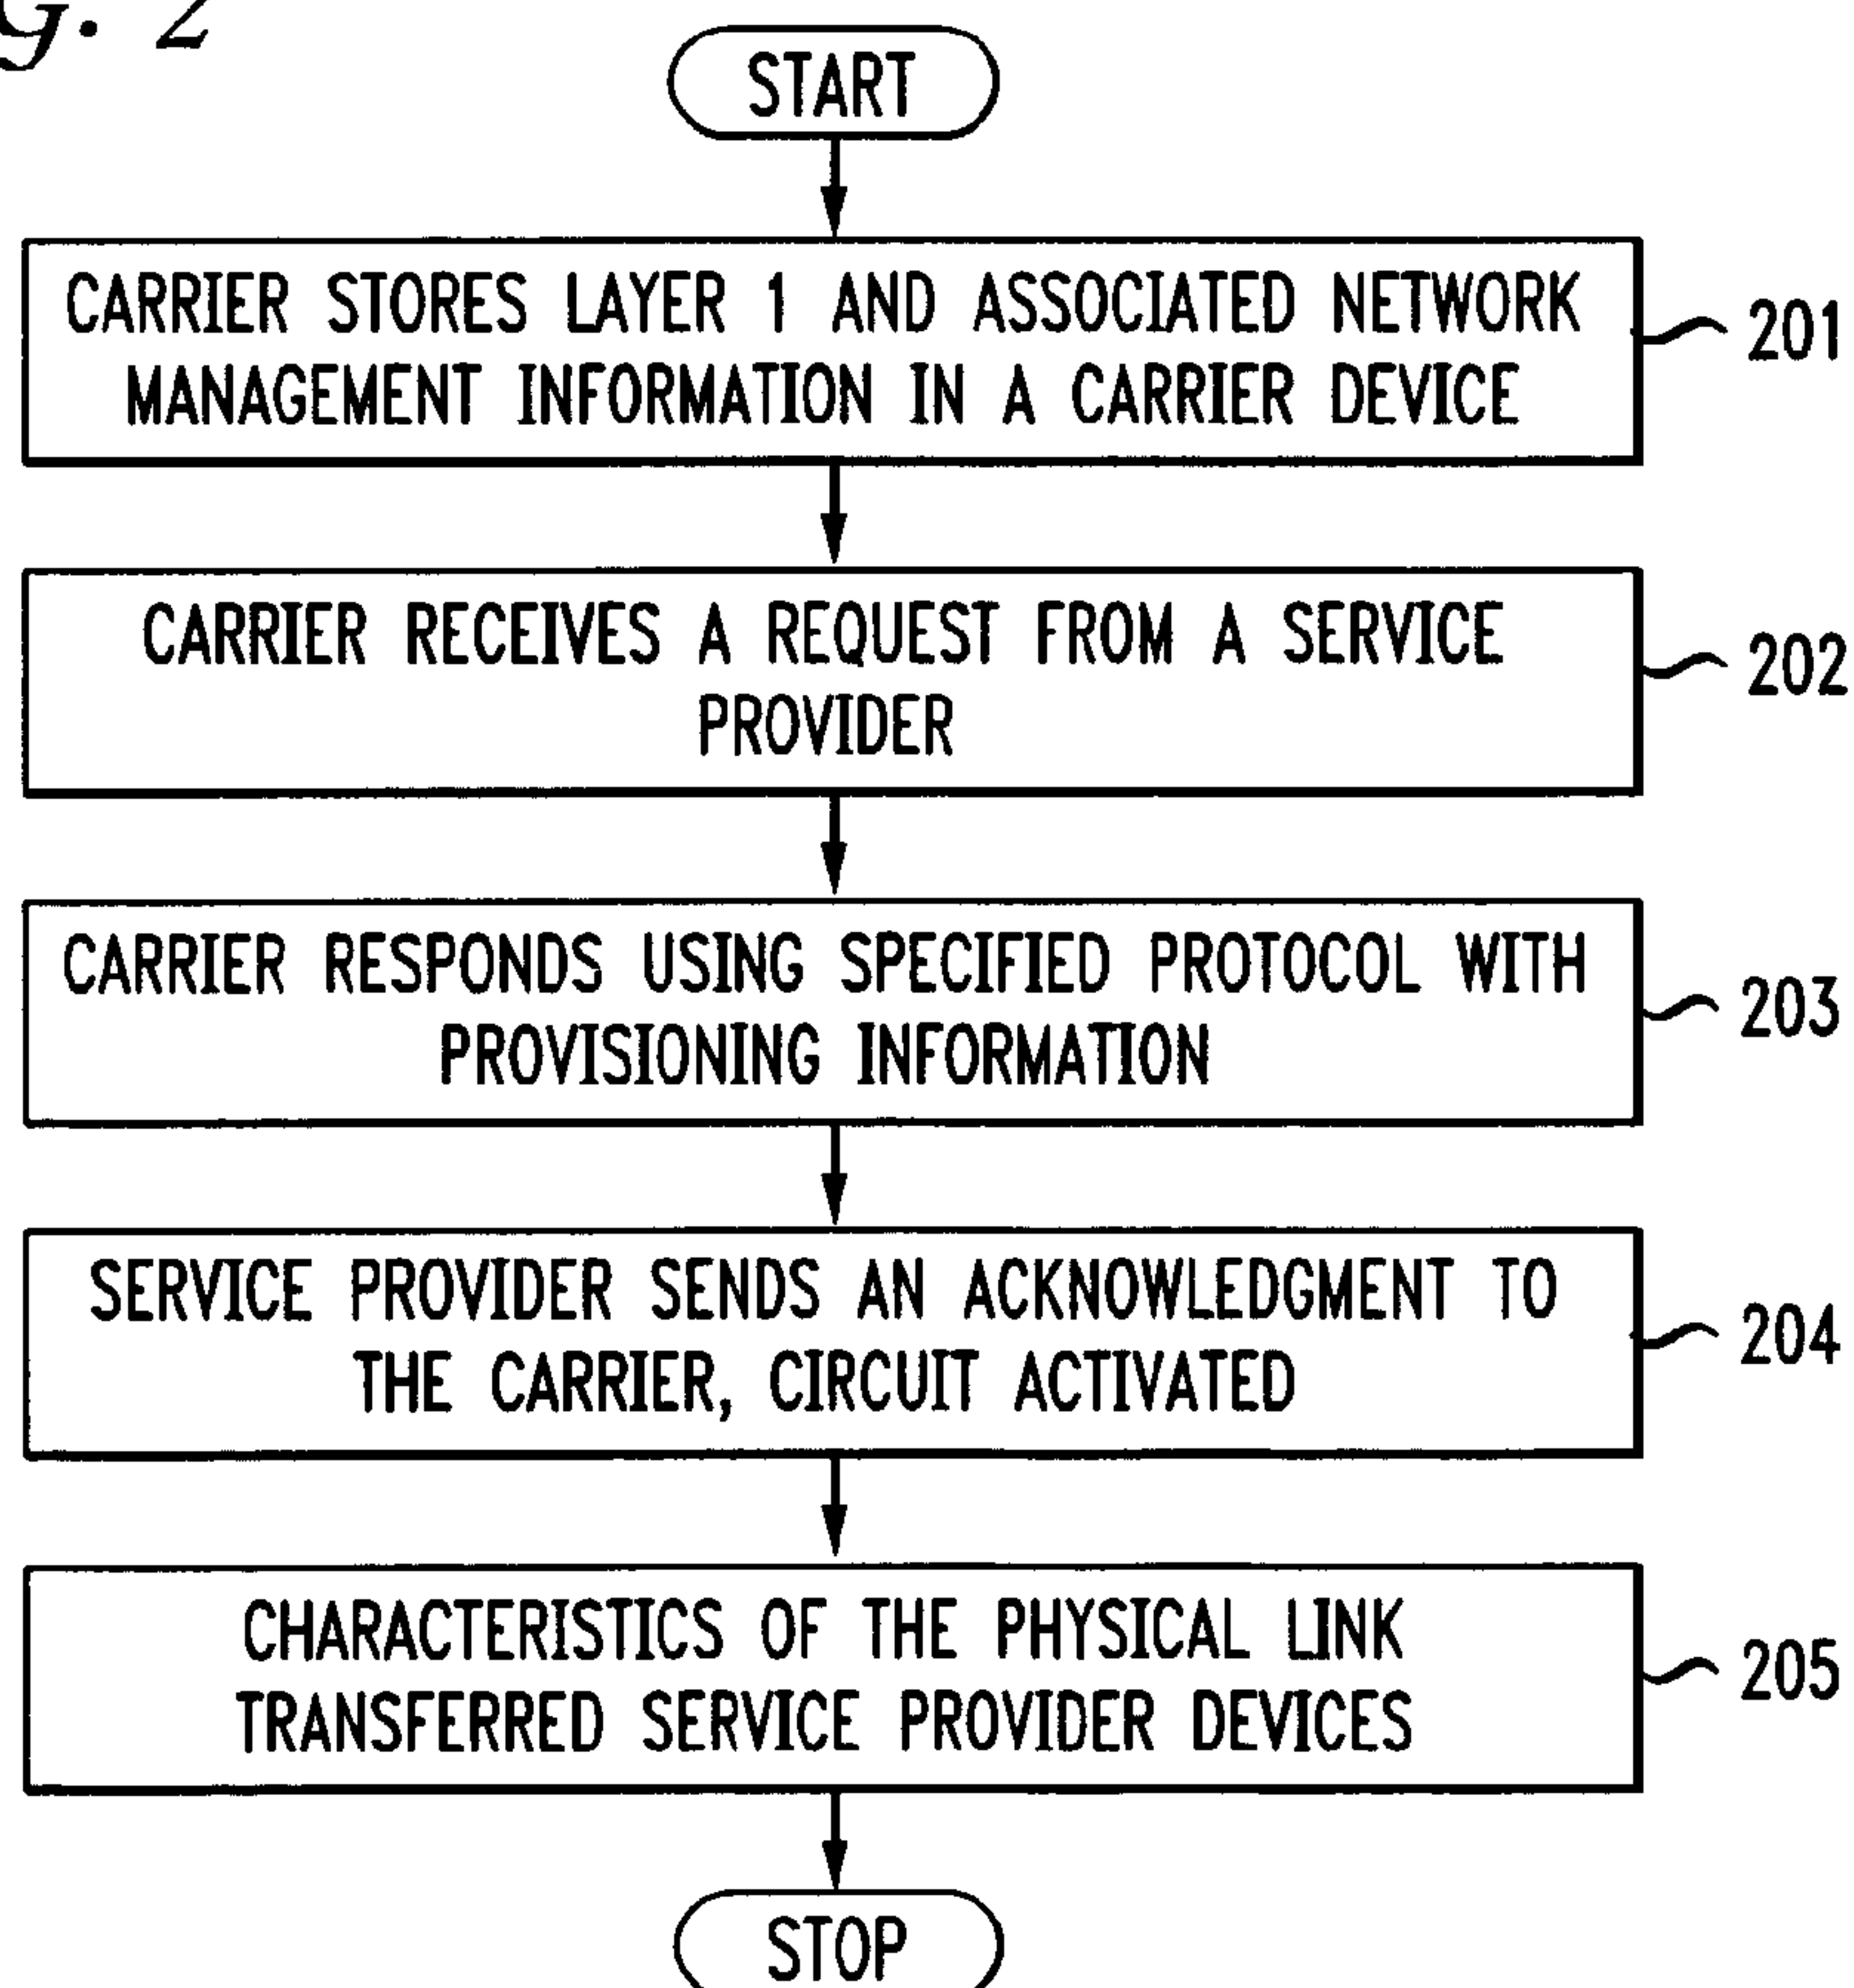 g. 2
START
CARRIER STORES LAYER 1 AND ASSOCIATED NETWORK
MANAGEMENT INFORMATION IN A CARRIER DEVICE
201
CARRIER RECEIVES A REQUEST FROM A SERVICE
PROVIDER
202
CARRIER RESPONDS USING SPECIFIED PROTOCOL WITH
PROVISIONING INFORMATION
203
SERVICE PROVIDER SENDS AN ACKNOWLEDGMENT TO
THE CARRIER, CIRCUIT ACTIVATED
204
CHARACTERISTICS OF THE PHYSICAL LINK
TRANSFERRED SERVICE PROVIDER DEVICES
205
STOP